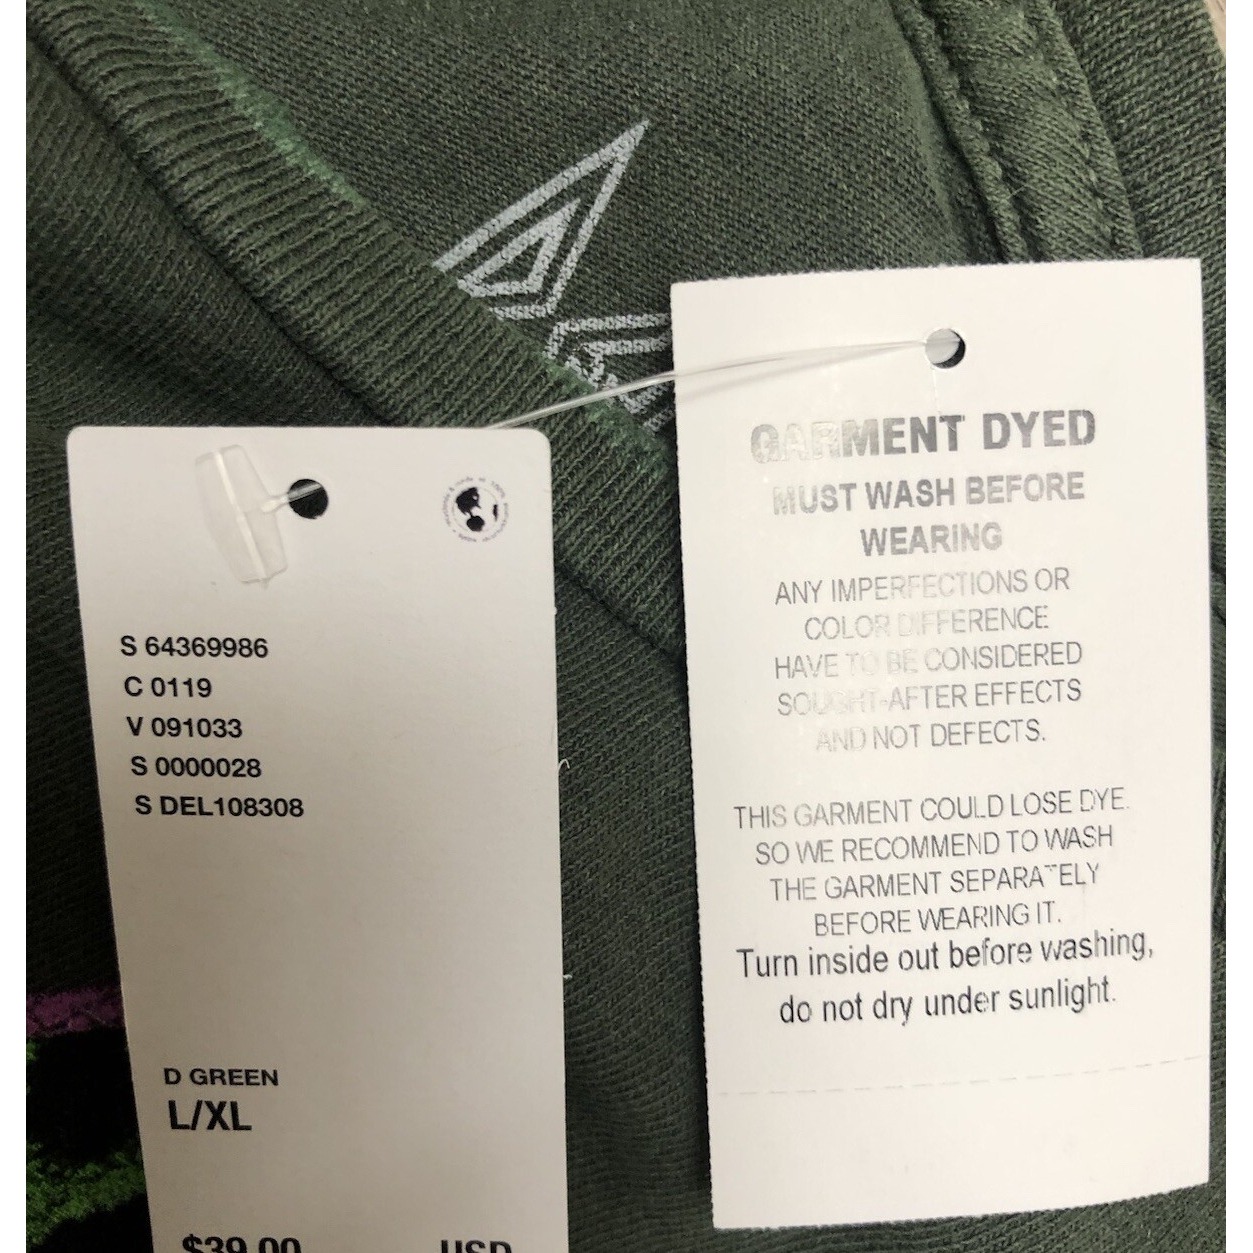 S 64369986
C 0119
V 091033
S 0000028
S DEL108308
D GREEN
L/XL
$39.00 USD
GARMENT DYED
MUST WASH BEFORE
WEARING
ANY IMPERFECTIONS OR
COLOR DIFFERENCE
HAVE TO BE CONSIDERED
SOUGHT-AFTER EFFECTS
AND NOT DEFECTS.
THIS GARMENT COULD LOSE DYE.
SO WE RECOMMEND TO WASH
THE GARMENT SEPARATELY
BEFORE WEARING IT.
Turn inside out before washing,
do not dry under sunlight.